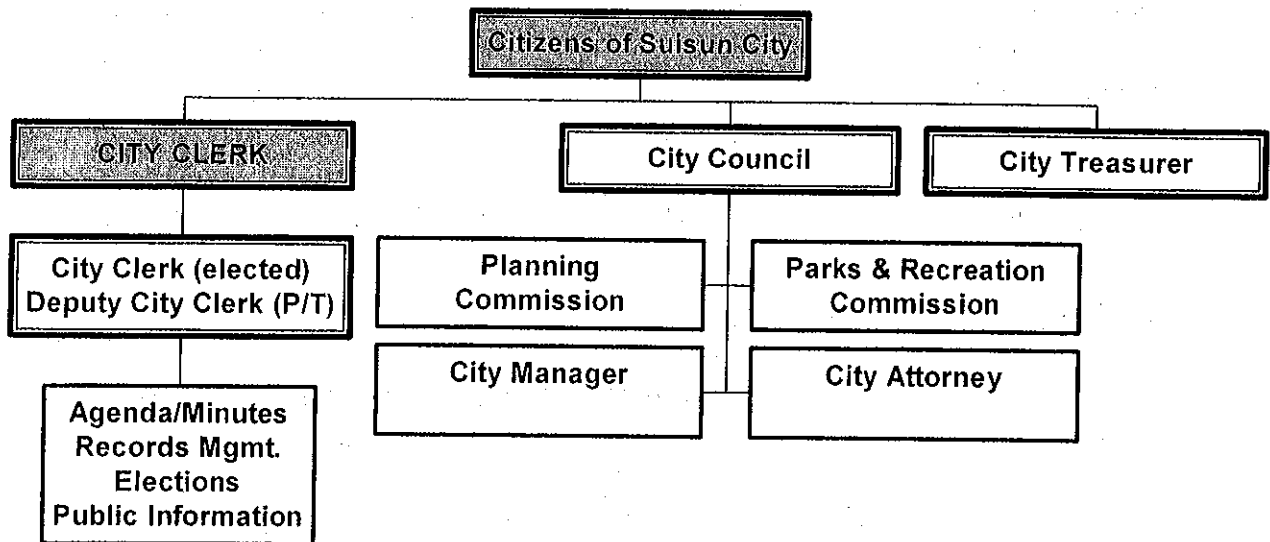 Citizens of Suisun City
CITY CLERK
City Council
City Treasurer
City Clerk (elected)
Deputy City Clerk (P/T)
Planning
Commission
Parks & Recreation
Commission
City Manager
City Attorney
Agenda/Minutes
Records Mgmt.
Elections
Public Information